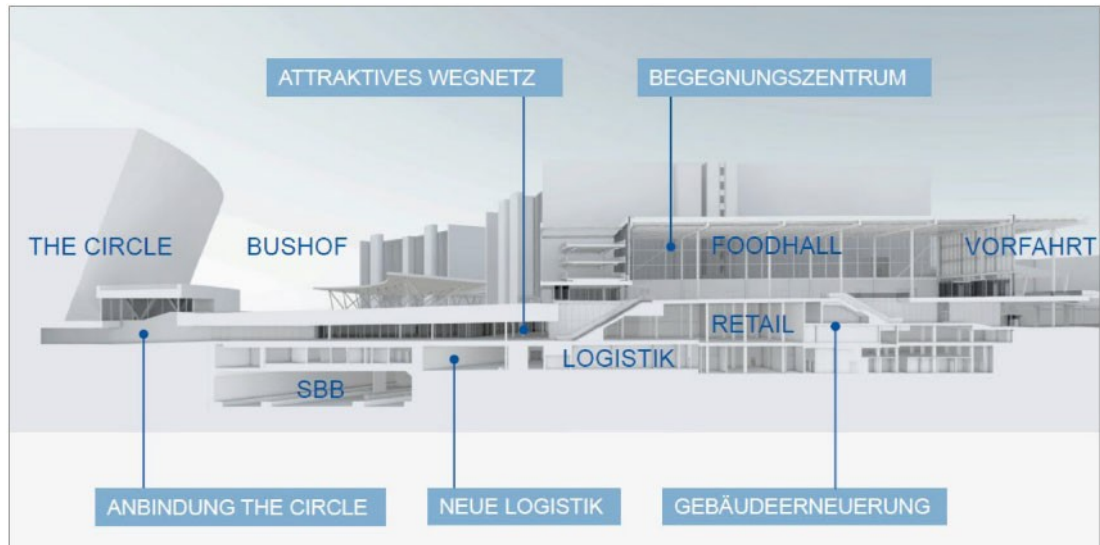 ATTRAKTIVES WEGNETZ
BEGEGNUNGSZENTRUM
THE CIRCLE
BUSHOF
FOODHALL
VORFAHRT
RETAIL
LOGISTIK
SBB
ANBINDUNG THE CIRCLE
NEUE LOGISTIK
GEBÄUDEERNEUERUNG